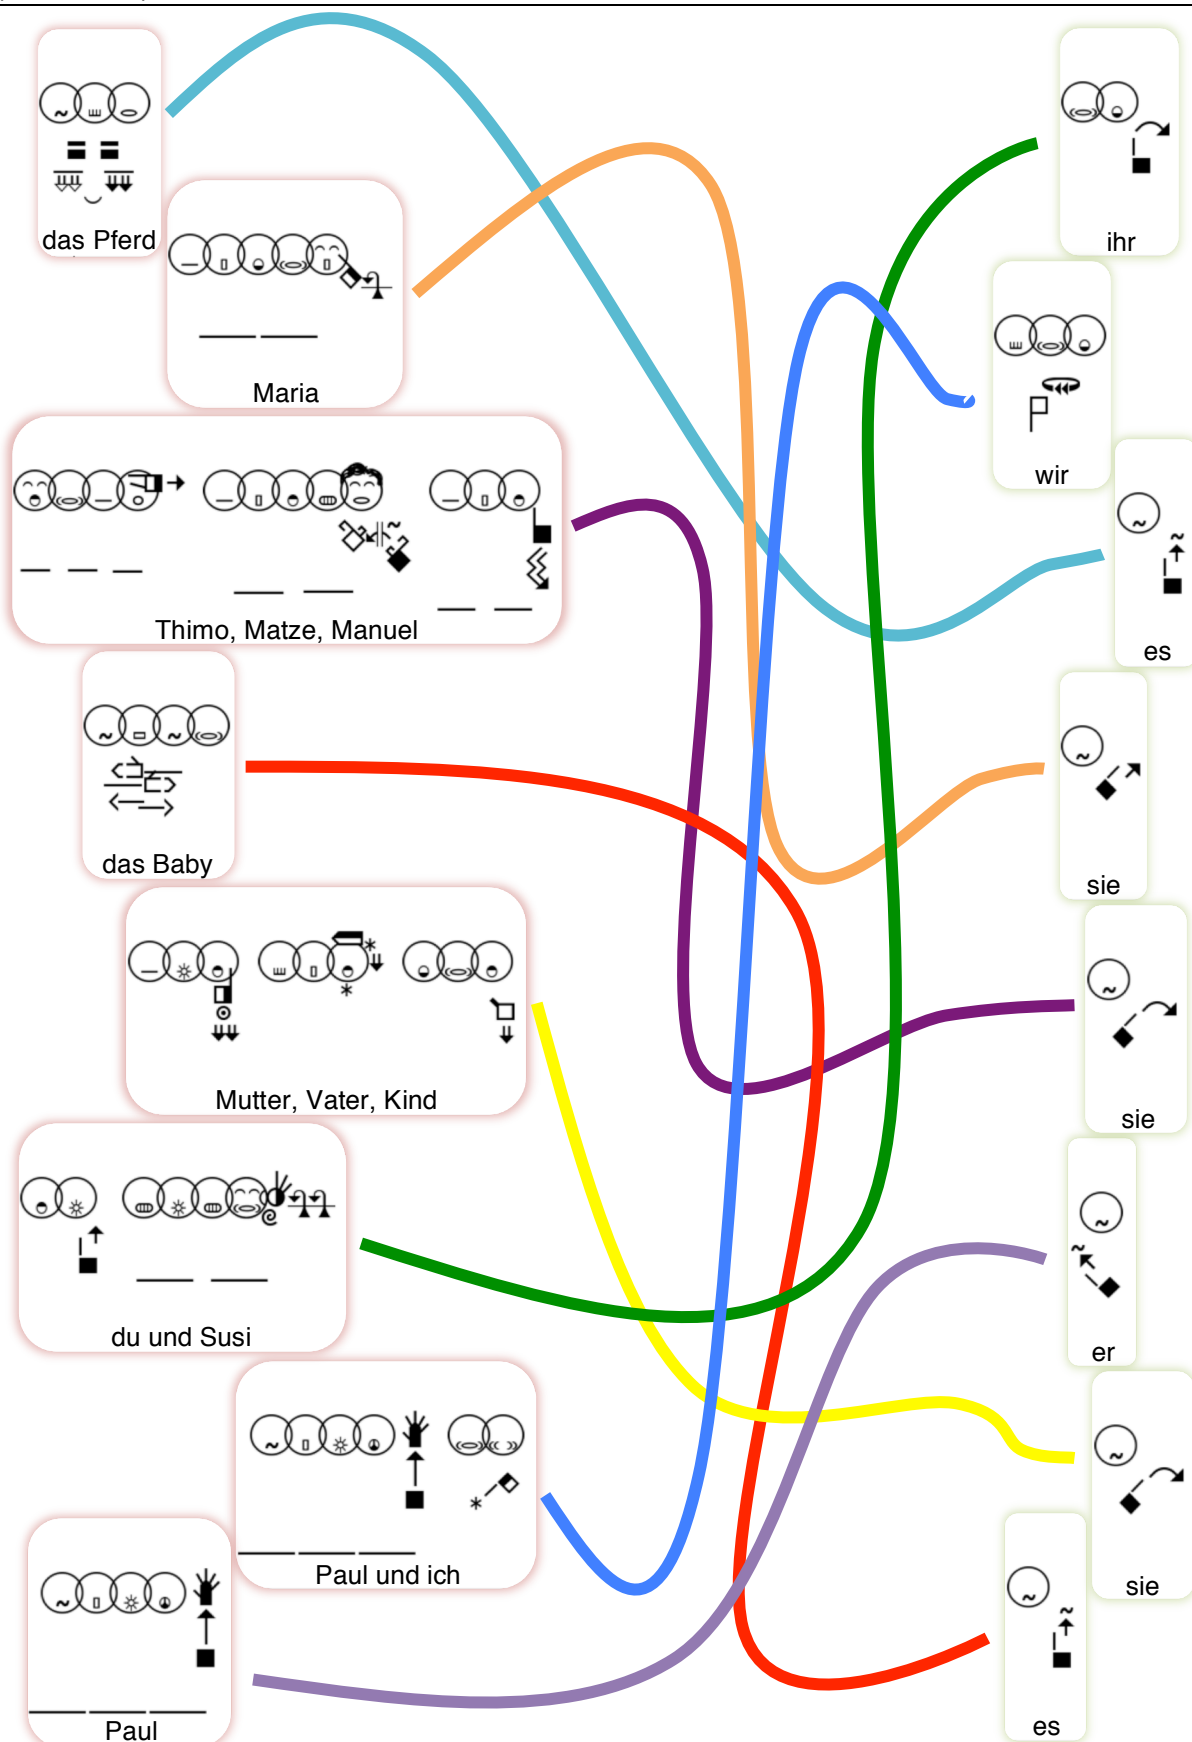 das Pferd
Maria
Thimo, Matze, Manuel
das Baby
Mutter, Vater, Kind
du und Susi
Paul und ich
Paul
ihr
wir
es
sie
sie
er
sie
es